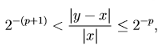 2^{-(p+1)} < \frac{|y - x|}{|x|} \leq 2^{-p},